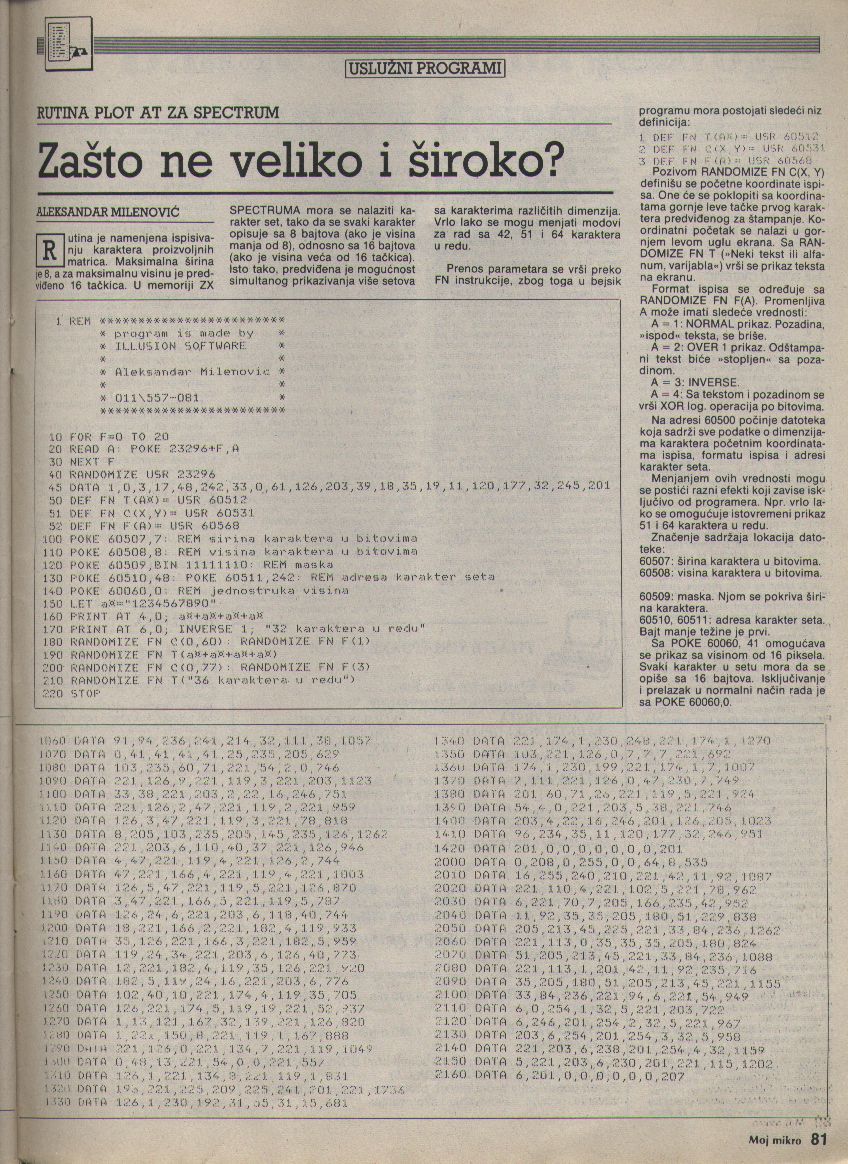 USLUŽNI PROGRAMI
RUTINA PLOT AT ZA SPECTRUM
Zašto ne veliko i široko?
ALEKSANDAR MILENOVIĆ
Rutina je namenjena ispisiva-
nju karaktera proizvoljnih
matrica. Maksimalna širina
je 8, a za maksimalnu visinu je pred-
viđeno 16 tačkica. U memoriji ZX
SPECTRUMA mora se nalaziti ka-
rakter set, tako da se svaki karakter
opisuje sa 8 bajtova (ako je visina
manja od 8), odnosno sa 16 bajtova
(ako je visina veća od 16 tačkica).
Isto tako, predviđena je mogućnost
simultanog prikazivanja više setova
sa karakterima različitih dimenzija.
Vrlo lako se mogu menjati modovi
za rad sa 42, 51 i 64 karaktera
u redu.
Prenos parametara se vrši preko
FN instrukcije, zbog toga u bejsik
programu mora postojati sledeći niz
definicija:
1 DEF FN T(A¤)= USR 60512
2 DEF FN C(X,Y)= USR 60531
3 DEF FN F(A)= USR 60568
Pozivom RANDOMIZE FN C(X, Y)
definišu se početne koordinate ispi-
sa. One će se poklopiti sa koordina-
tama gornje leve tačke prvog karak-
tera predviđenog za štampanje. Ko-
ordinatni početak se nalazi u gor-
njem levom uglu ekrana. Sa RAN-
DOMIZE FN T (»Neki tekst ili alfa-
num, varijabla«) vrši se prikaz teksta
na ekranu.
Format ispisa se određuje sa
RANDOMIZE FN F(A). Promenljiva
A može imati sledeće vrednosti:
A = 1: NORMAL prikaz. Pozadina,
»ispod« teksta, se briše.
A = 2: OVER 1 prikaz. Odštampa-
ni tekst biće »stopljen« sa poza-
dinom.
A = 3: INVERSE.
A = 4: Sa tekstom i pozadinom se
vrši XOR log. operacija po bitovima.
Na adresi 60500 počinje datoteka
koja sadrži sve podatke o dimenzija-
ma karaktera početnim koordinata-
ma ispisa, formatu ispisa i adresi
karakter seta.
Menjanjem ovih vrednosti mogu
se postići razni efekti koji zavise isk-
ljučivo od programera. Npr. vrlo la-
ko se omogućuje istovremeni prikaz
51 i 64 karaktera u redu.
Značenje sadržaja lokacija dato-
teke:
60507: širina karaktera u bitovima.
60508: visina karaktera u bitovima.
60509: maska. Njom se pokriva širi-
na karaktera.
60510, 60511: adresa karakter seta.
Bajt manje težine je prvi.
Sa POKE 60060, 41 omogućava
se prikaz sa visinom od 16 piksela.
Svaki karakter u setu mora da se
opiše sa 16 bajtova. Isključivanje
i prelazak u normalni način rada je
sa POKE 60060,0.
1 REM ************************
* program is made by *
* ILLUSION SOFTWARE *
* *
* Aleksandar Milenovic *
* *
* 011\557-081 *
************************
10 FOR F=0 TO 20
20 READ A: POKE 23296+F,A
30 NEXT F
40 RANDOMIZE USR 23296
45 DATA 1,0,3,17,48,242,33,0,61,126,203,39,18,35,19,11,120,177,32,245,201
50 DEF FN T(A¤)= USR 60512
51 DEF FN C(X,Y)= USR 60531
52 DEF FN F(A)= USR 60568
100 POKE 60507,7: REM sirina karaktera u bitovima
110 POKE 60508,8: REM visina karaktera u bitovima
120 POKE 60509,BIN 11111110: REM maska
130 POKE 60510,48: POKE 60511,242: REM adresa karakter seta
140 POKE 60060,0: REM jednostruka visina
150 LET a¤="1234567890"
160 PRINT AT 4,0; a¤+a¤+a¤+a¤
170 PRINT AT 6,0; INVERSE 1; "32 karaktera u redu"
180 RANDOMIZE FN C(0,60): RANDOMIZE FN F(1)
190 RANDOMIZE FN T(a¤+a¤+a¤+a¤)
200 RANDOMIZE FN C(0,77): RANDOMIZE FN F(3)
210 RANDOMIZE FN T("36 karaktera u redu")
220 STOP
1060 DATA 91,94,236,241,214,32,111,38,1057
1070 DATA 0,41,41,41,41,25,235,205,629
1080 DATA 103,235,60,71,221,54,2,0,746
1090 DATA 221,126,9,221,119,3,221,203,1123
1100 DATA 33,38,221,203,2,22,16,246,751
1110 DATA 221,126,2,47,221,119,2,221,959
1120 DATA 126,3,47,221,119,3,221,78,818
1130 DATA 8,205,103,235,205,145,235,126,1262
1140 DATA 221,203,6,110,40,37,221,126,946
1150 DATA 4,47,221,119,4,221,126,2,744
1160 DATA 47,221,166,4,221,119,4,221,1003
1170 DATA 126,5,47,221,119,5,221,126,870
1180 DATA 3,47,221,166,5,221,119,5,787
1190 DATA 126,24,6,221,203,6,118,40,744
1200 DATA 18,221,166,2,221,182,4,119,933
1210 DATA 35,126,221,166,3,221,182,5,959
1220 DATA 119,24,34,221,203,6,126,40,773
1230 DATA 12,221,182,4,119,35,126,221,920
1240 DATA 182,5,119,24,16,221,203,6,776
1250 DATA 102,40,10,221,174,4,119,35,705
1260 DATA 126,221,174,5,119,19,221,52,937
1270 DATA 1,13,121,167,32,139,221,126,820
1280 DATA 1,221,150,8,221,119,1,167,888
1290 DATA 221,126,0,221,134,7,221,119,1049
1300 DATA 0,48,13,221,54,0,0,221,557
1310 DATA 126,1,221,134,8,221,119,1,831
1320 DATA 195,221,225,209,225,241,201,221,1736
1330 DATA 126,1,230,192,31,55,31,15,681
1340 DATA 221,174,1,230,248,221,174,1,1270
1350 DATA 103,221,126,0,7,7,7,221,692
1360 DATA 174,1,230,199,221,174,1,7,1007
1370 DATA 7,111,221,126,0,47,230,7,749
1380 DATA 201,60,71,26,221,119,5,221,924
1390 DATA 54,4,0,221,203,5,38,221,746
1400 DATA 203,4,22,16,246,201,126,205,1023
1410 DATA 96,234,35,11,120,177,32,246,951
1420 DATA 201,0,0,0,0,0,0,201
2000 DATA 0,208,0,255,0,0,64,8,535
2010 DATA 16,255,240,210,221,42,11,92,1087
2020 DATA 221,110,4,221,102,5,221,78,962
2030 DATA 6,221,70,7,205,166,235,42,952
2040 DATA 11,92,35,35,205,180,51,229,838
2050 DATA 205,213,45,225,221,33,84,236,1262
2060 DATA 221,113,0,35,35,35,205,180,824
2070 DATA 51,205,213,45,221,33,84,236,1088
2080 DATA 221,113,1,201,42,11,92,235,716
2090 DATA 35,205,180,51,205,213,45,221,1155
2100 DATA 33,84,236,221,94,6,221,54,949
2110 DATA 6,0,254,1,32,5,221,203,722
2120 DATA 6,246,201,254,2,32,5,221,967
2130 DATA 203,6,254,201,254,3,32,5,958
2140 DATA 221,203,6,238,201,254,4,32,1159
2150 DATA 5,221,203,6,230,201,221,115,1202
2160 DATA 6,201,0,0,0,0,0,207
Moj mikro 81